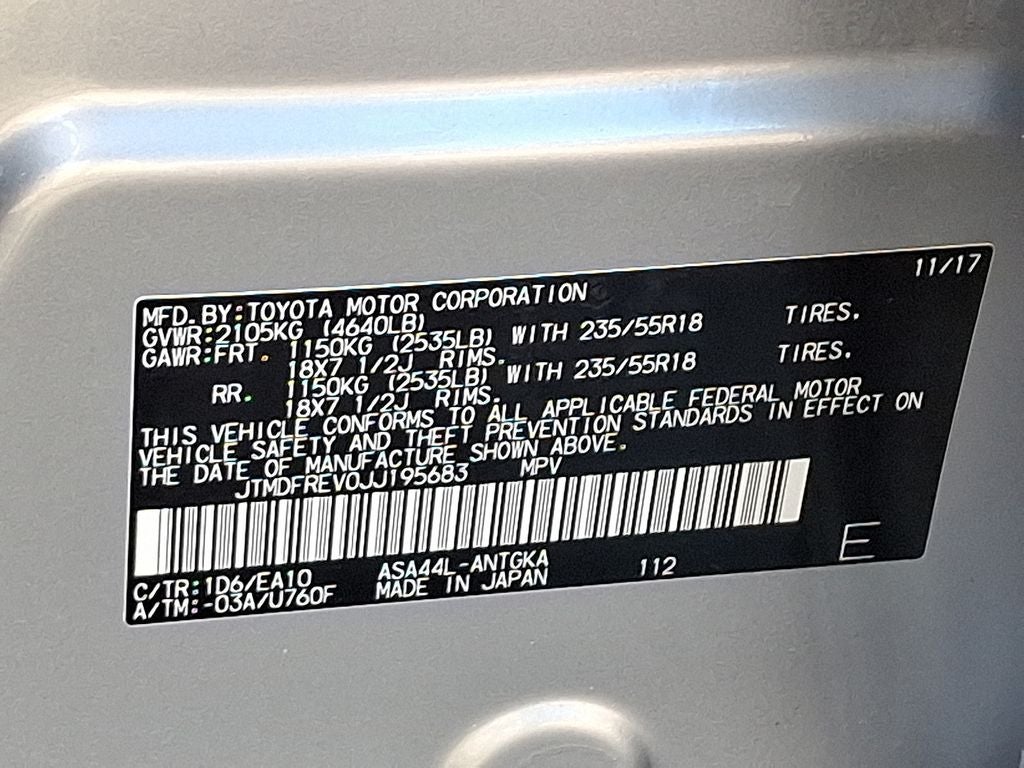 11/17
MFD. BY:TOYOTA MOTOR CORPORATION
GVWR:2105KG (4640LB)
GAWR:FRT. 1150KG (2535LB) WITH 235/55R18 TIRES.
18X7 1/2J RIMS.
RR. 1150KG (2535LB) WITH 235/55R18 TIRES.
18X7 1/2J RIMS.
THIS VEHICLE CONFORMS TO ALL APPLICABLE FEDERAL MOTOR
VEHICLE SAFETY AND THEFT PREVENTION STANDARDS IN EFFECT ON
THE DATE OF MANUFACTURE SHOWN ABOVE.
JTMDFREV0JJ195683 MPV
C/TR:1D6/EA10 ASA44L-ANTGKA 112 E
A/TM:-03A/U760F MADE IN JAPAN